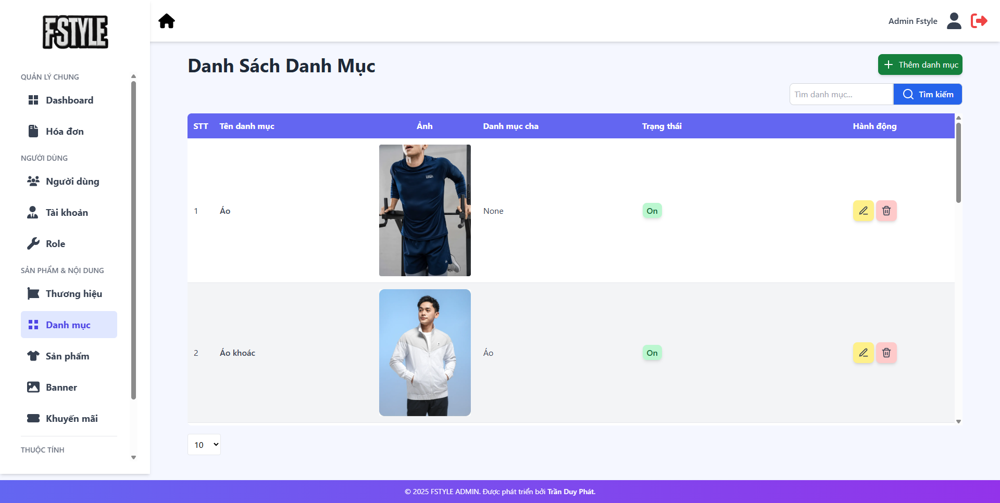 FSTYLE
QUẢN LÝ CHUNG
Dashboard
Hóa đơn
NGƯỜI DÙNG
Người dùng
Tài khoản
Role
SẢN PHẨM & NỘI DUNG
Thương hiệu
Danh mục
Sản phẩm
Banner
Khuyến mãi
THUỘC TÍNH
Admin Fstyle
Danh Sách Danh Mục
Thêm danh mục
Tìm danh mục...
Tìm kiếm
STT Tên danh mục Ảnh Danh mục cha Trạng thái Hành động
1 Áo None On
2 Áo khoác Áo On
10
© 2025 FSTYLE ADMIN. Được phát triển bởi Trần Duy Phát.